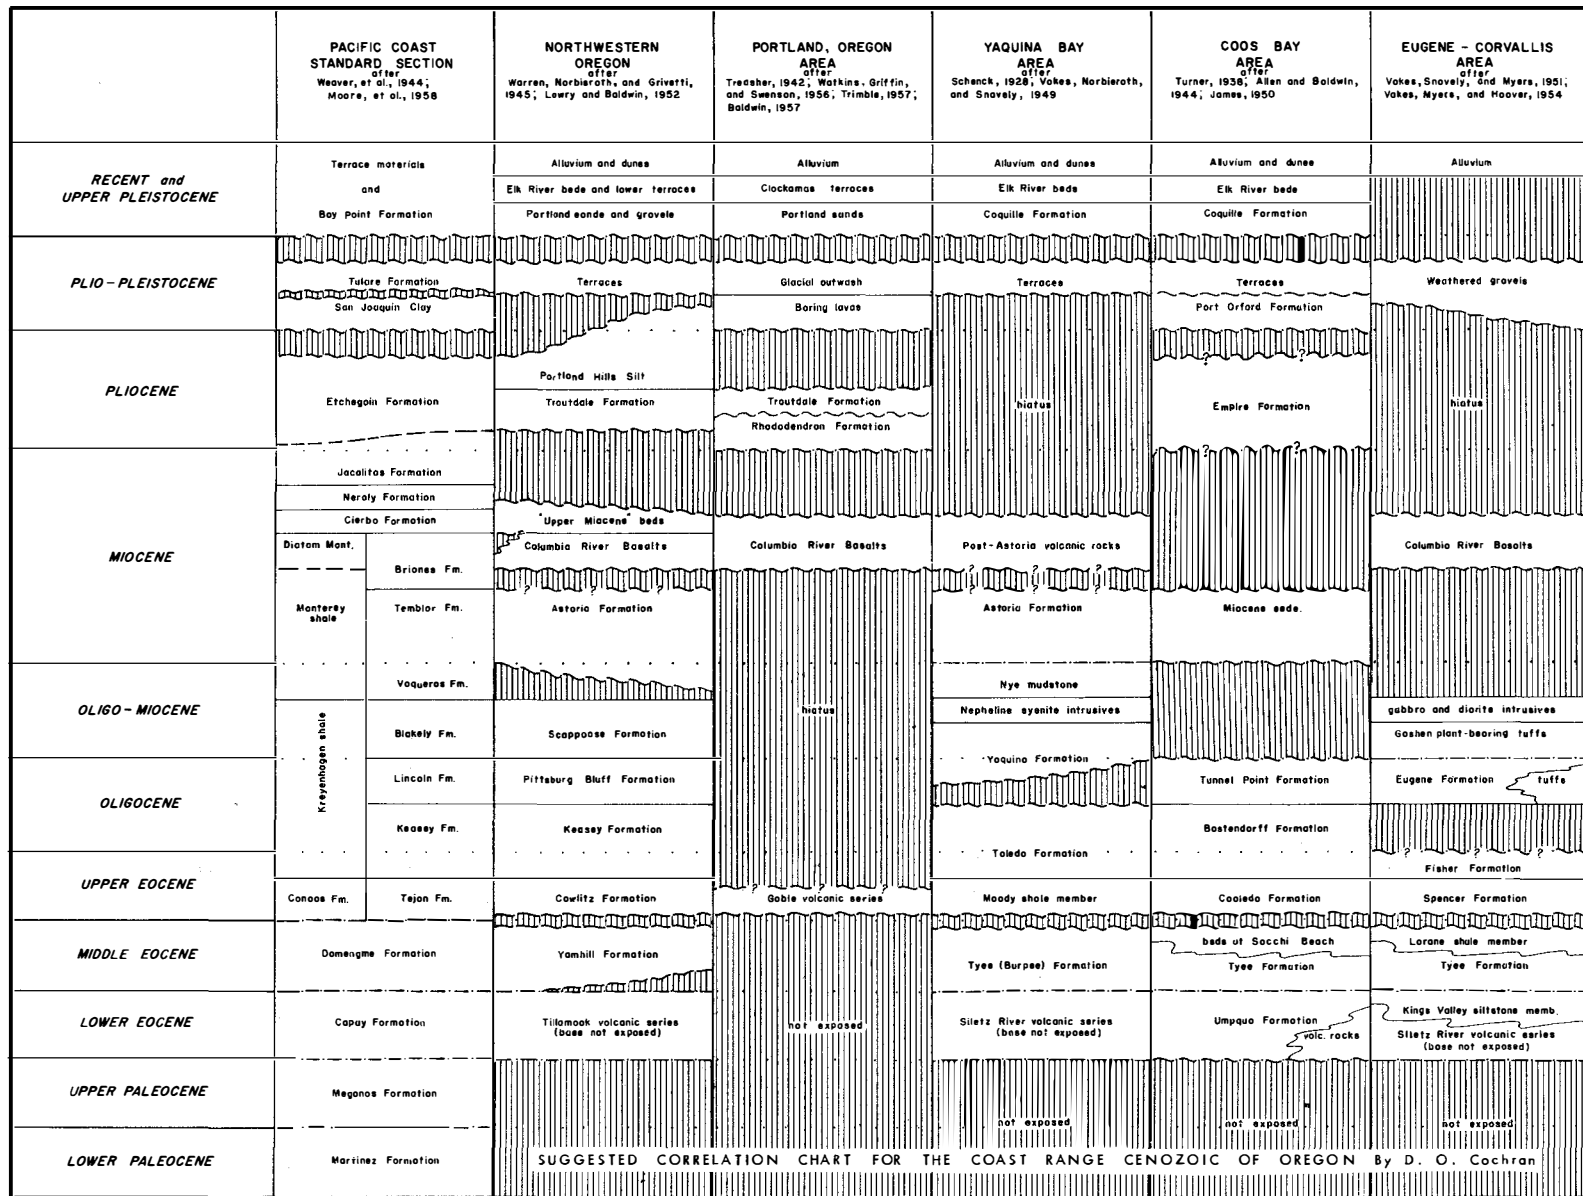 PACIFIC COAST
STANDARD SECTION
after
Weaver, et al., 1944;
Moore, et al., 1958
NORTHWESTERN
OREGON
after
Warren, Norbisrath, and Grivetti,
1945; Lowry and Baldwin, 1952
PORTLAND, OREGON
AREA
after
Treasher, 1942; Watkins, Griffin,
and Swenson, 1956; Trimble, 1957;
Baldwin, 1957
YAQUINA BAY
AREA
after
Schenck, 1928; Vokes, Norbisrath,
and Snavely, 1949
COOS BAY
AREA
after
Turner, 1938; Allen and Baldwin,
1944; James, 1950
EUGENE - CORVALLIS
AREA
after
Vokes, Snavely, and Myers, 1951;
Vokes, Myers, and Hoover, 1954
RECENT and
UPPER PLEISTOCENE
Terrace materials
and
Bay Point Formation
Alluvium and dunes
Elk River beds and lower terraces
Portland sands and gravels
Alluvium
Clackamas terraces
Portland sands
Alluvium and dunes
Elk River beds
Coquille Formation
Alluvium and dunes
Elk River beds
Coquille Formation
Alluvium
PLIO-PLEISTOCENE
Tulare Formation
San Joaquin Clay
Terraces
Glacial outwash
Boring lavas
Terraces
Terraces
Port Orford Formation
Weathered gravels
PLIOCENE
Etchegoin Formation
Portland Hills Silt
Troutdale Formation
Troutdale Formation
Rhododendron Formation
hiatus
? ?
Empire Formation
? ?
hiatus
MIOCENE
Jacalitos Formation
Neroly Formation
Cierbo Formation
Diatom Mont.
Briones Fm.
Monterey
shale
Temblor Fm.
"Upper Miocene" beds
Columbia River Basalts
? ? ?
Astoria Formation
Columbia River Basalts
Post-Astoria volcanic rocks
? ? ?
? ? ?
Astoria Formation
Miocene seds.
Columbia River Basalts
OLIGO-MIOCENE
Vaqueros Fm.
Kreyenhagen shale
Blakely Fm.
Scappoose Formation
hiatus
Nye mudstone
Nepheline syenite intrusives
Yaquina Formation
gabbro and diorite intrusives
Goshen plant-bearing tuffs
OLIGOCENE
Lincoln Fm.
Keasey Fm.
Pittsburg Bluff Formation
Keasey Formation
Toledo Formation
Tunnel Point Formation
Bastendorff Formation
Eugene Formation
tuffs
? ? ?
UPPER EOCENE
Conoos Fm.
Tejon Fm.
Cowlitz Formation
? ? ?
Goble volcanic series
Moody shale member
Coaledo Formation
Fisher Formation
Spencer Formation
MIDDLE EOCENE
Domengine Formation
Yamhill Formation
Tyee (Burpee) Formation
beds at Sacchi Beach
Tyee Formation
Lorane shale member
Tyee Formation
LOWER EOCENE
Capay Formation
Tillamook volcanic series
(base not exposed)
not exposed
Siletz River volcanic series
(base not exposed)
Umpqua Formation
volc. rocks
Kings Valley siltstone memb.
Siletz River volcanic series
(base not exposed)
UPPER PALEOCENE
Meganos Formation
not exposed
not exposed
not exposed
LOWER PALEOCENE
Martinez Formation
SUGGESTED CORRELATION CHART FOR THE COAST RANGE CENOZOIC OF OREGON By D. O. Cochran